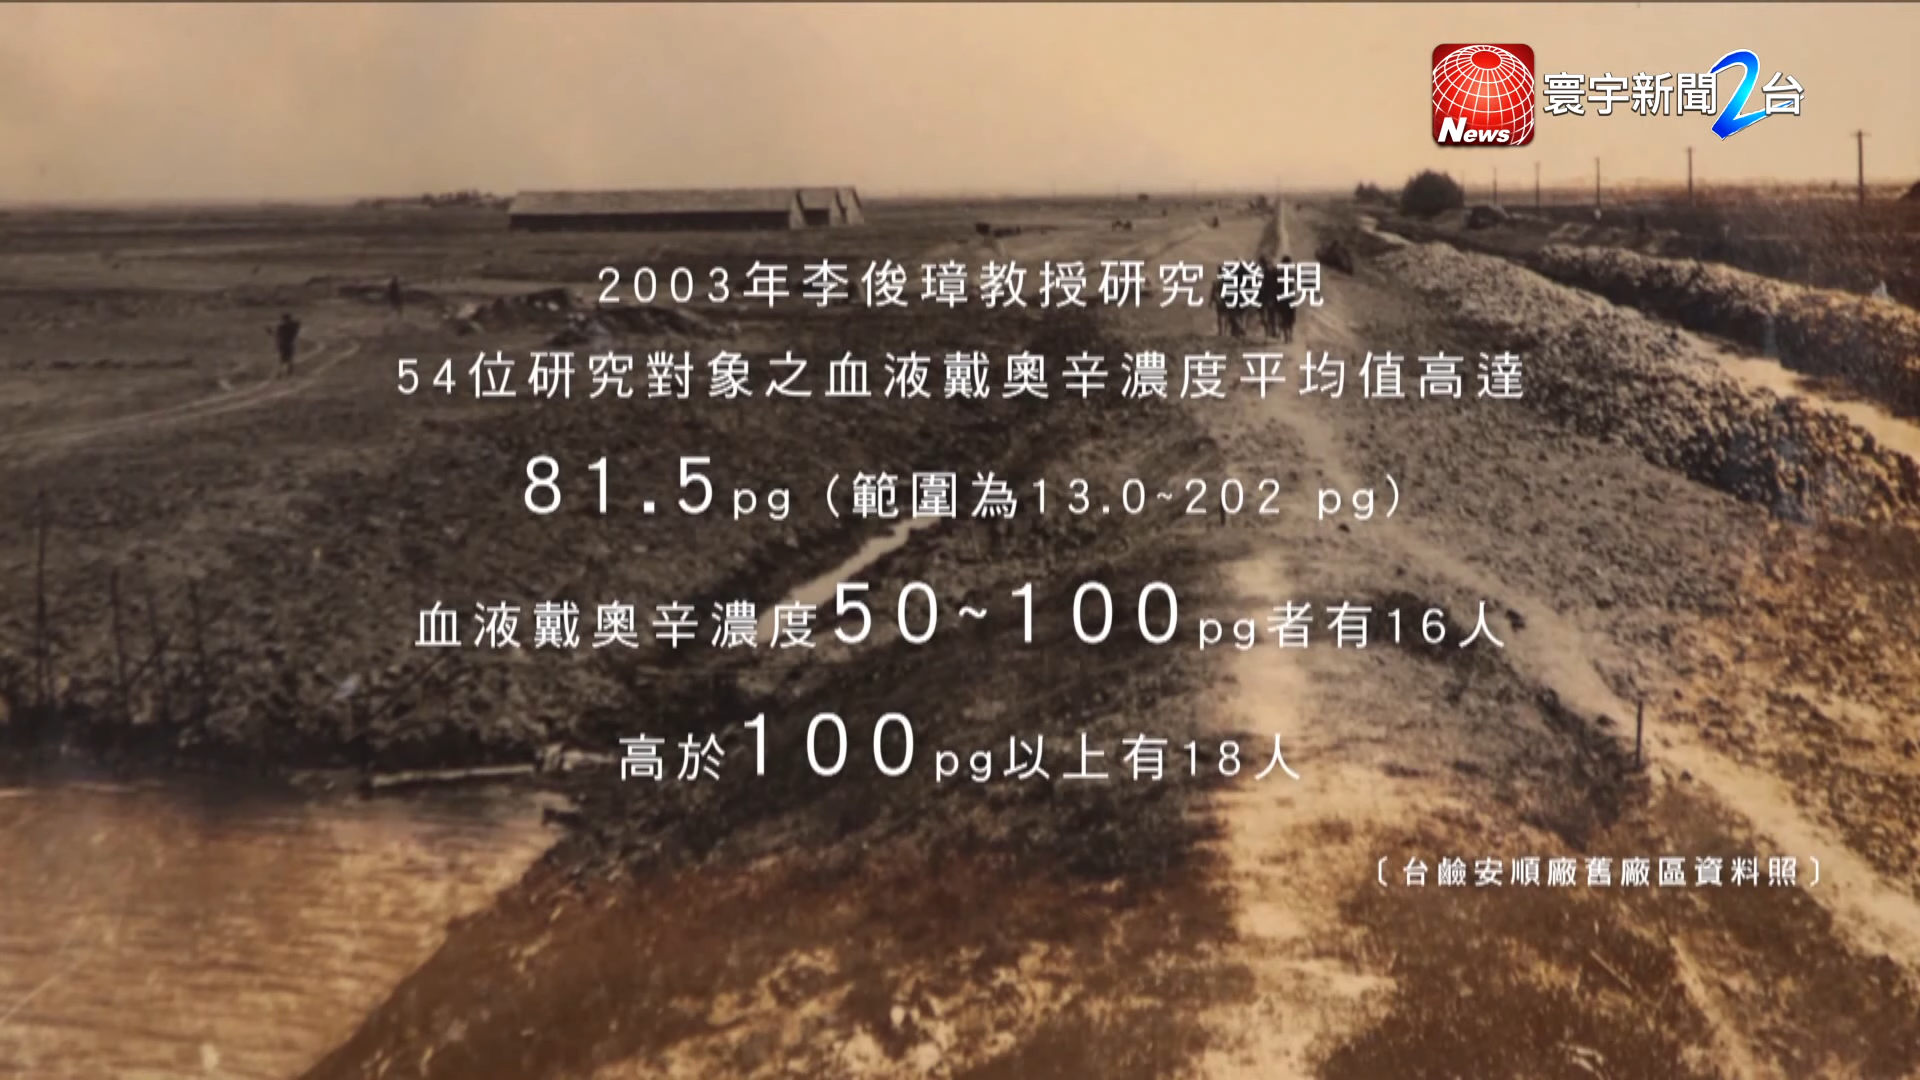 News 寰宇新聞2台
2003年李俊璋教授研究發現
54位研究對象之血液戴奧辛濃度平均值高達
81.5pg（範圍為13.0~202 pg）
血液戴奧辛濃度50~100pg者有16人
高於100pg以上有18人
〔台鹼安順廠舊廠區資料照〕